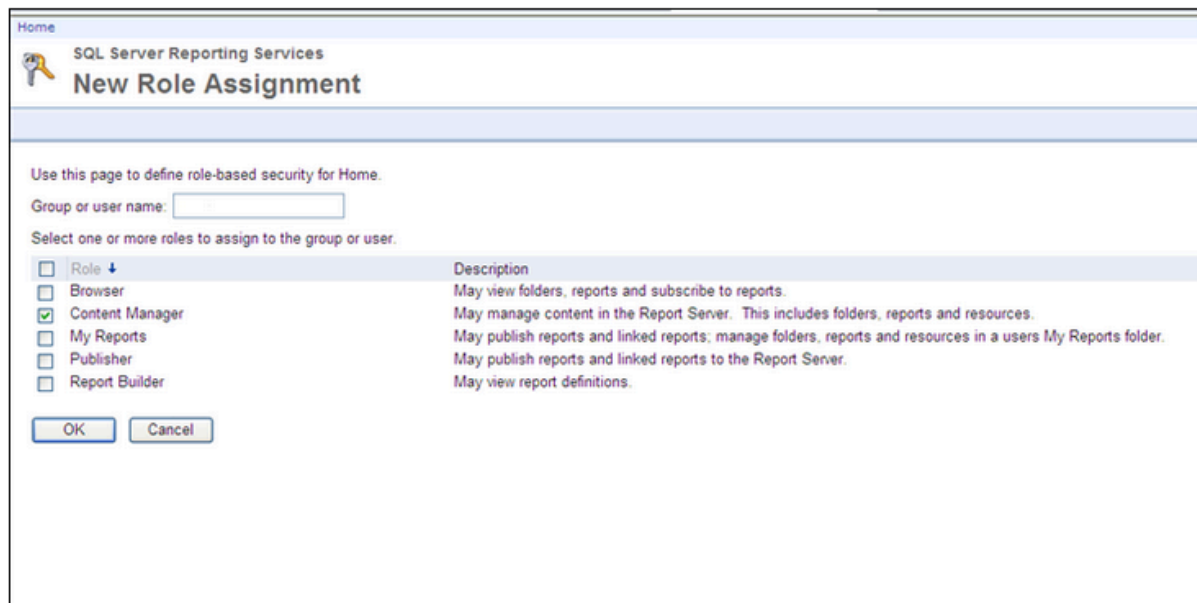 Home
SQL Server Reporting Services
New Role Assignment
Use this page to define role-based security for Home.
Group or user name:
Select one or more roles to assign to the group or user.
Role Description
Browser May view folders, reports and subscribe to reports.
Content Manager May manage content in the Report Server. This includes folders, reports and resources.
My Reports May publish reports and linked reports; manage folders, reports and resources in a users My Reports folder.
Publisher May publish reports and linked reports to the Report Server.
Report Builder May view report definitions.
OK Cancel